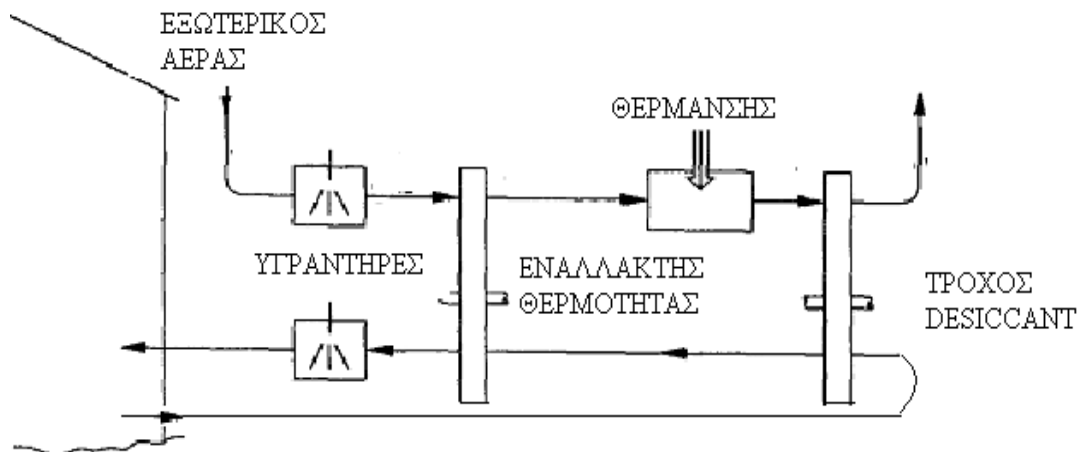 ΕΞΩΤΕΡΙΚΟΣ
ΑΕΡΑΣ
ΘΕΡΜΑΝΣΗΣ
ΥΓΡΑΝΤΗΡΕΣ
ΕΝΑΛΛΑΚΤΗΣ
ΘΕΡΜΟΤΗΤΑΣ
ΤΡΟΧΟΣ
DESICCANT